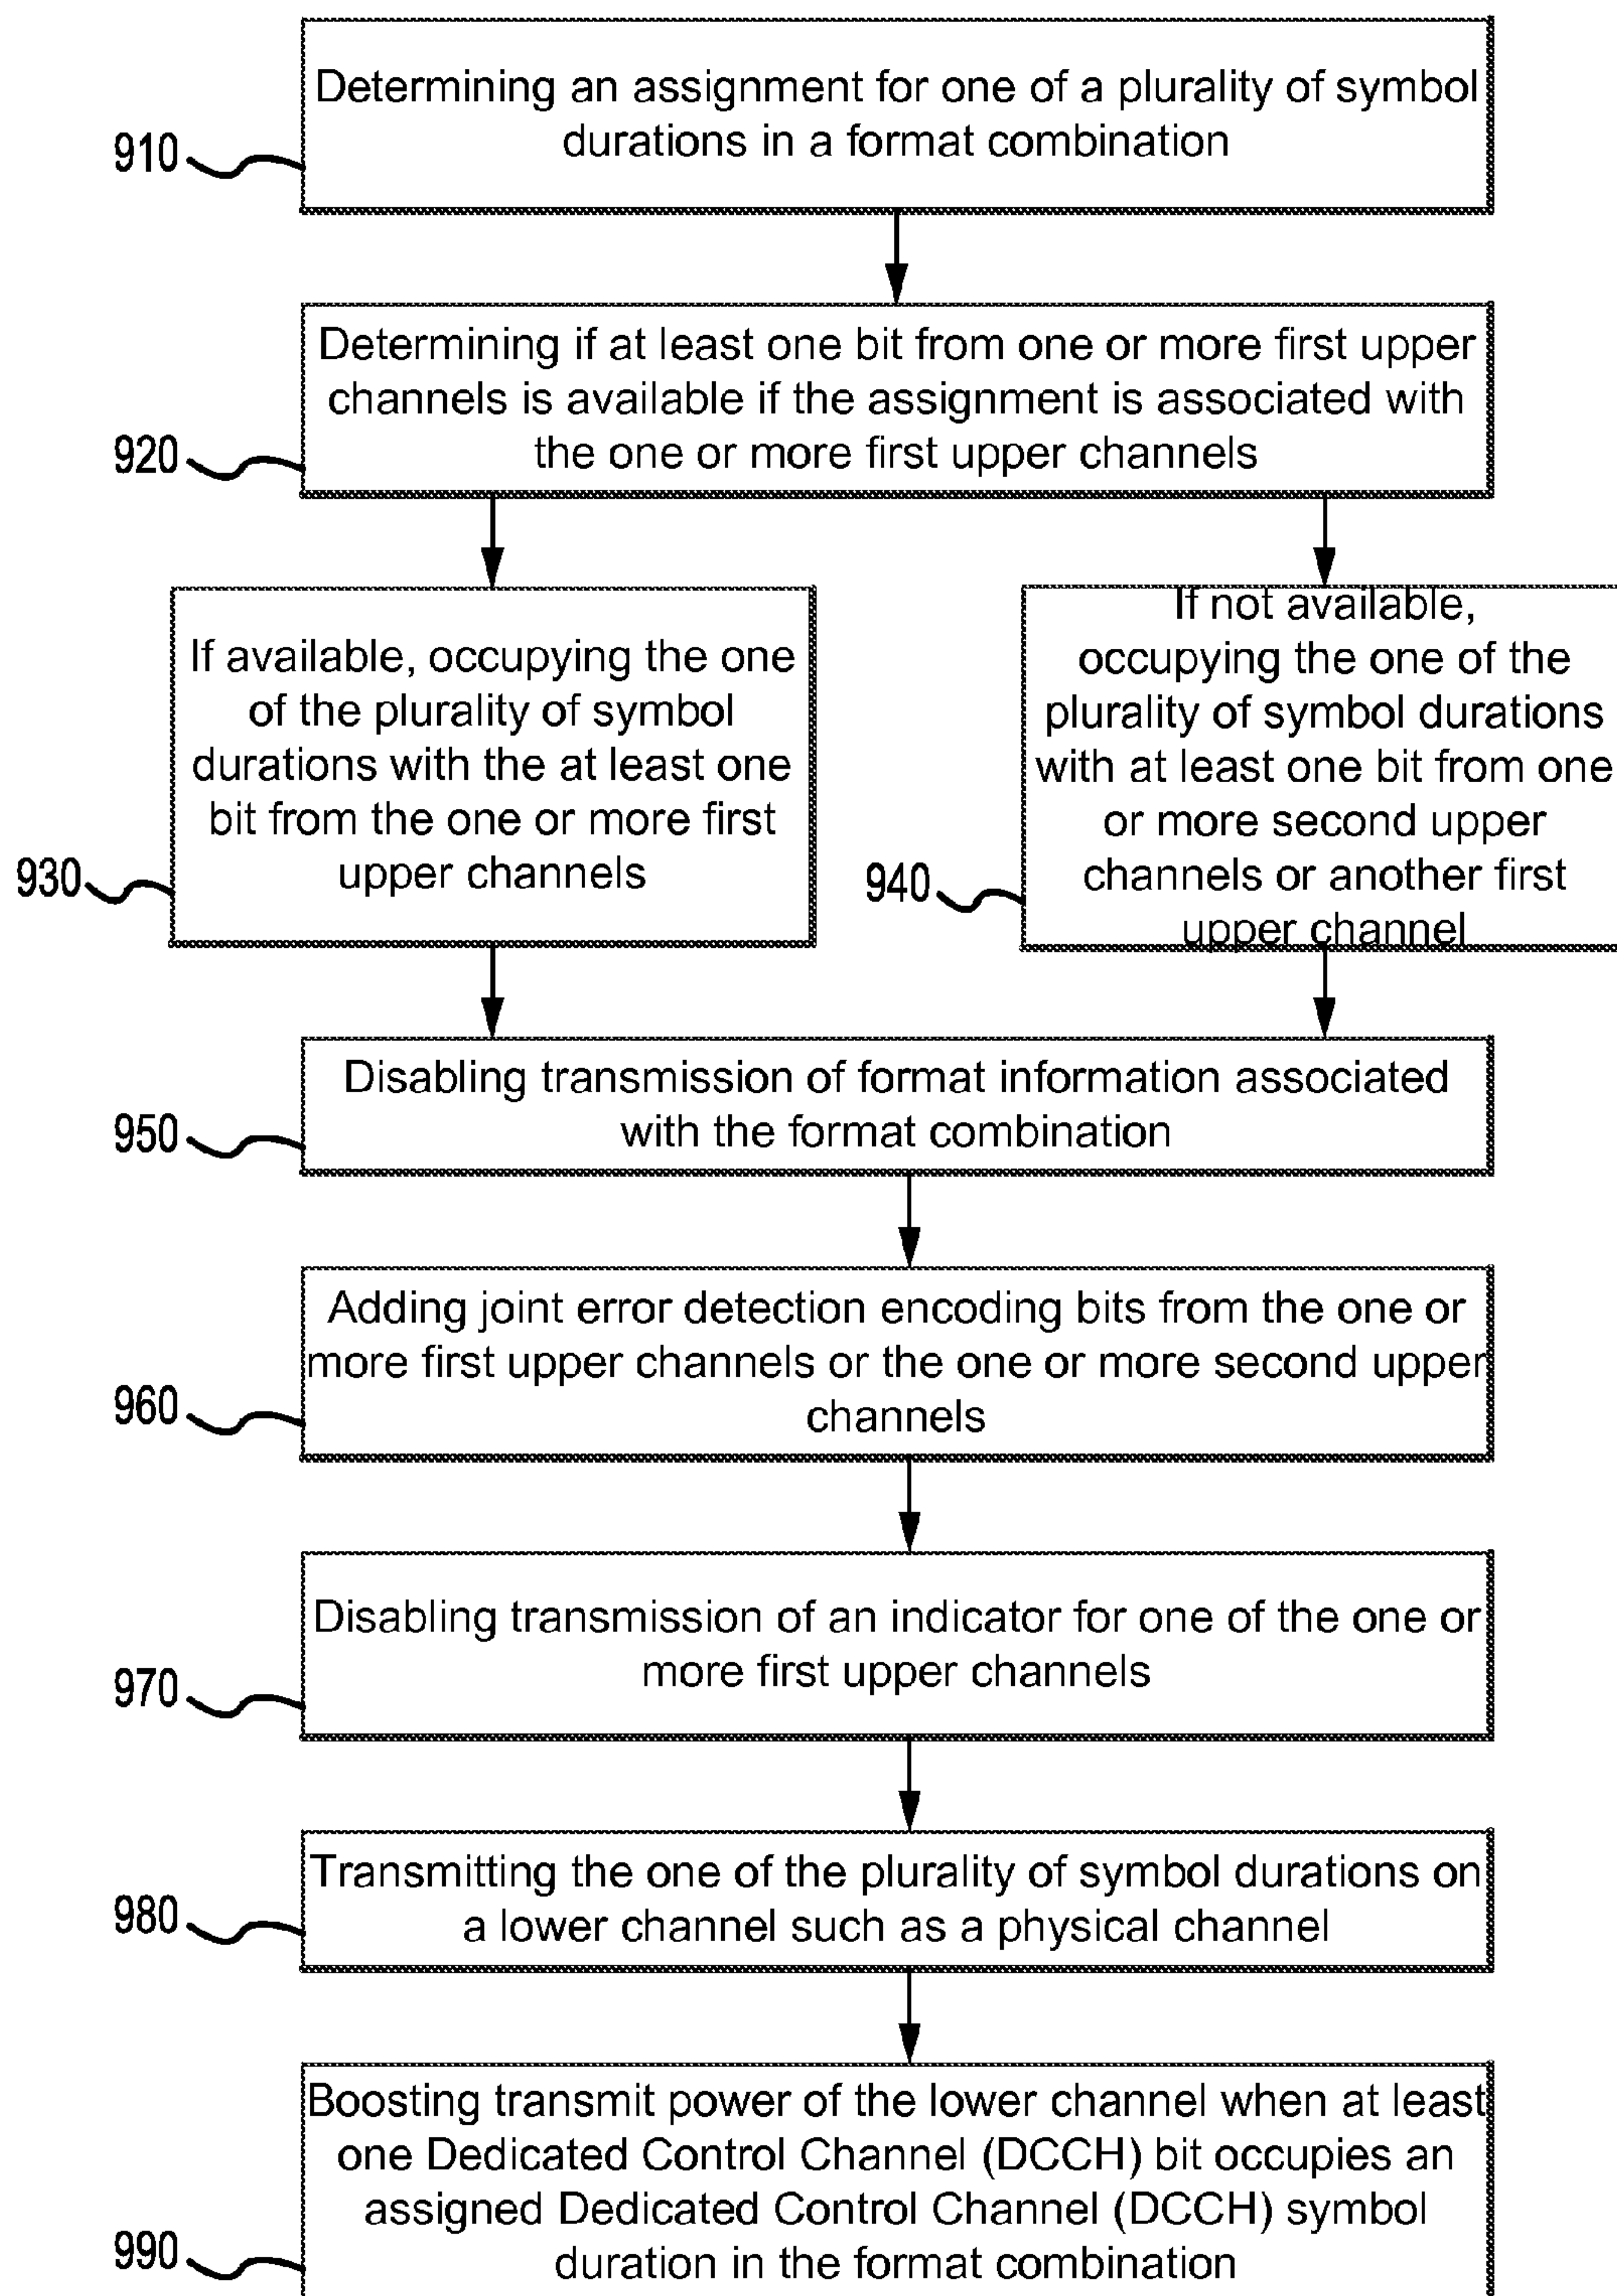 Determining an assignment for one of a plurality of symbol
durations in a format combination
910
Determining if at least one bit from one or more first upper
channels is available if the assignment is associated with
the one or more first upper channels
920
If available, occupying the one
of the plurality of symbol
durations with the at least one
bit from the one or more first
upper channels
930
If not available,
occupying the one of the
plurality of symbol durations
with at least one bit from one
or more second upper
channels or another first
upper channel
940
Disabling transmission of format information associated
with the format combination
950
Adding joint error detection encoding bits from the one or
more first upper channels or the one or more second upper
channels
960
Disabling transmission of an indicator for one of the one or
more first upper channels
970
Transmitting the one of the plurality of symbol durations on
a lower channel such as a physical channel
980
Boosting transmit power of the lower channel when at least
one Dedicated Control Channel (DCCH) bit occupies an
assigned Dedicated Control Channel (DCCH) symbol
duration in the format combination
990